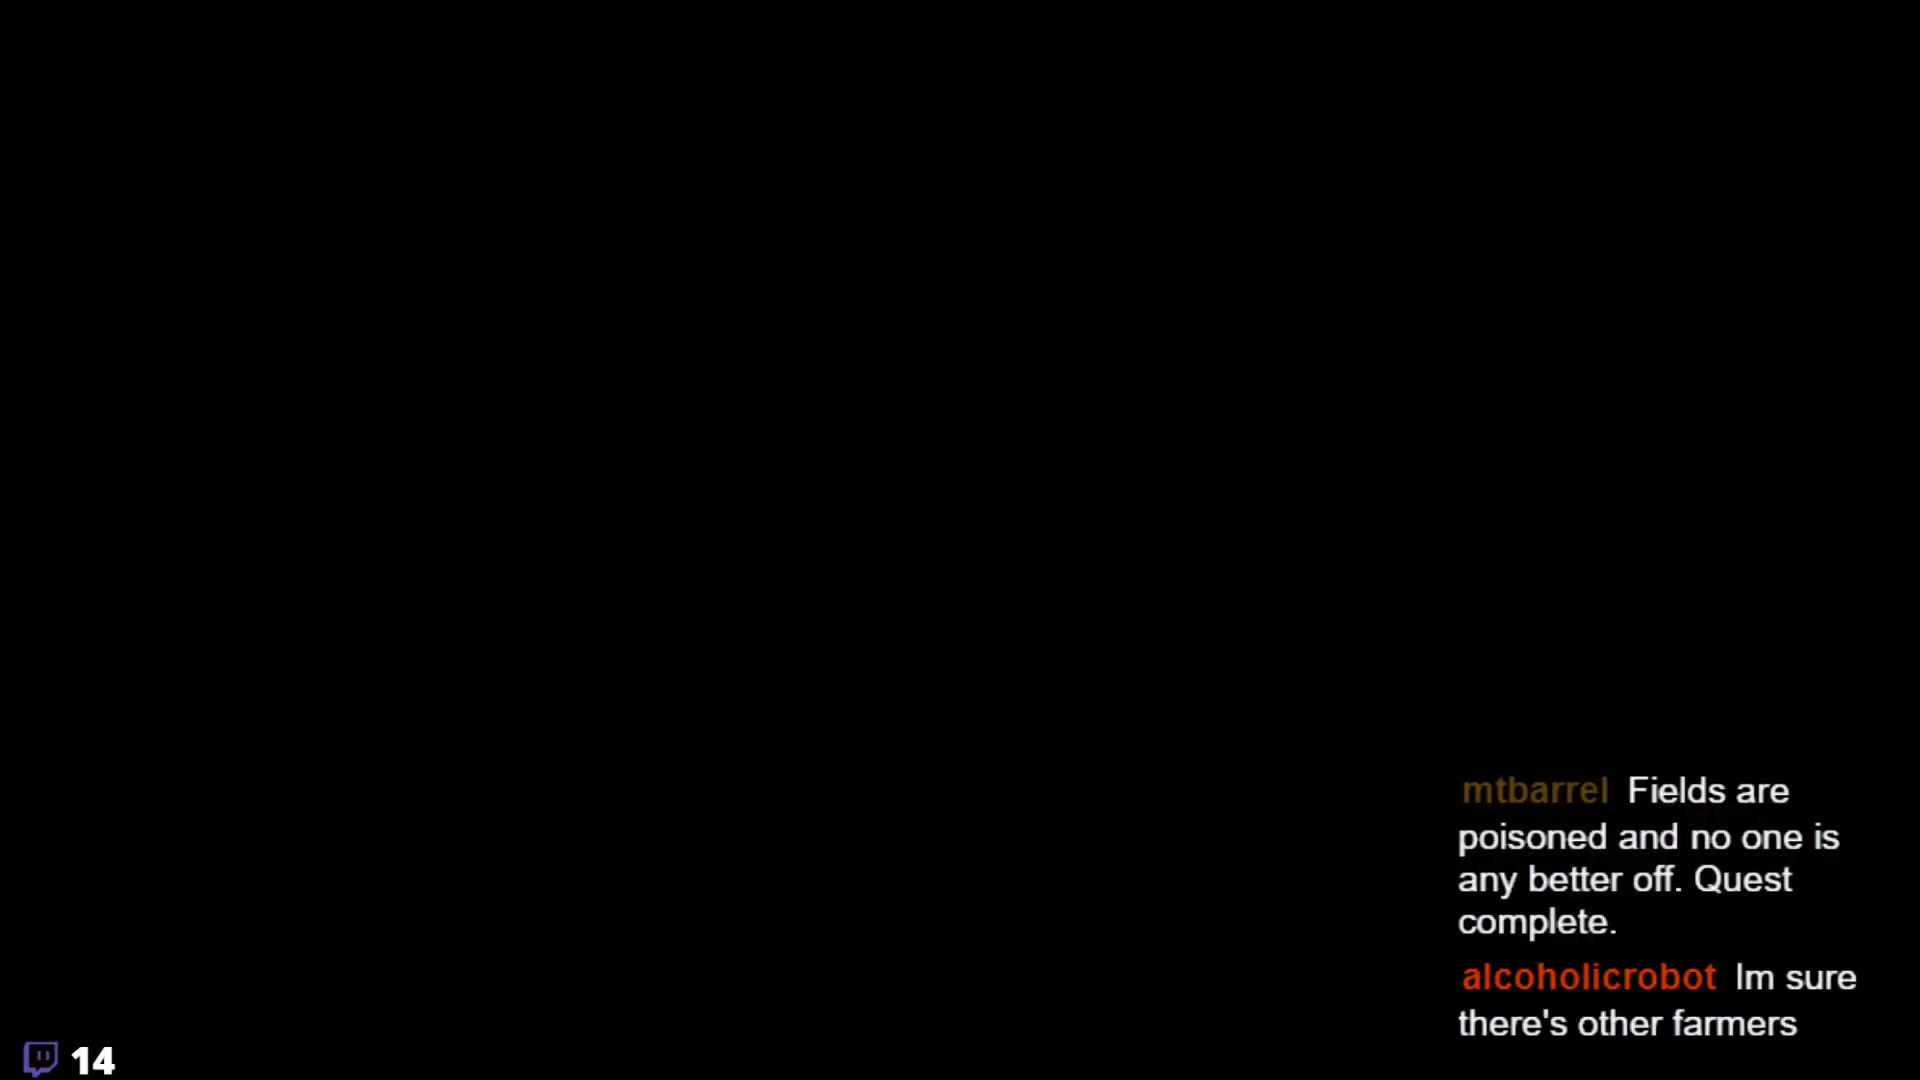 mtbarrel Fields are
poisoned and no one is
any better off. Quest
complete.
alcoholicrobot Im sure
there's other farmers
14